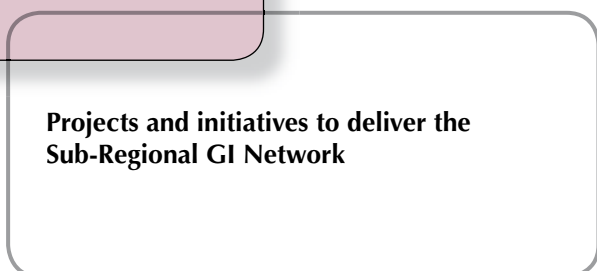 Projects and initiatives to deliver the
Sub-Regional GI Network